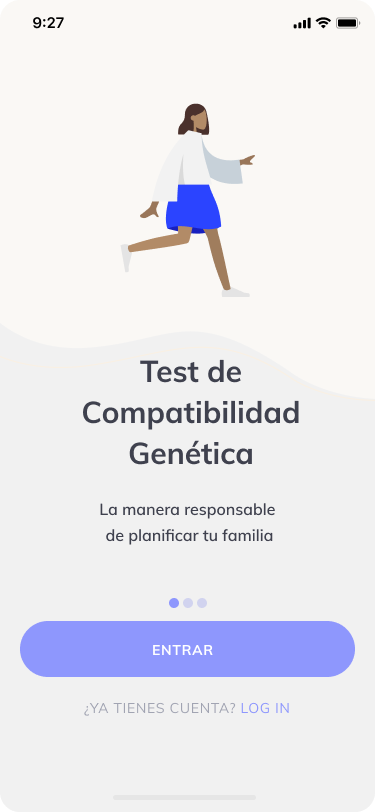 9:27
Test de
Compatibilidad
Genética
La manera responsable
de planificar tu familia
ENTRAR
¿YA TIENES CUENTA? LOG IN